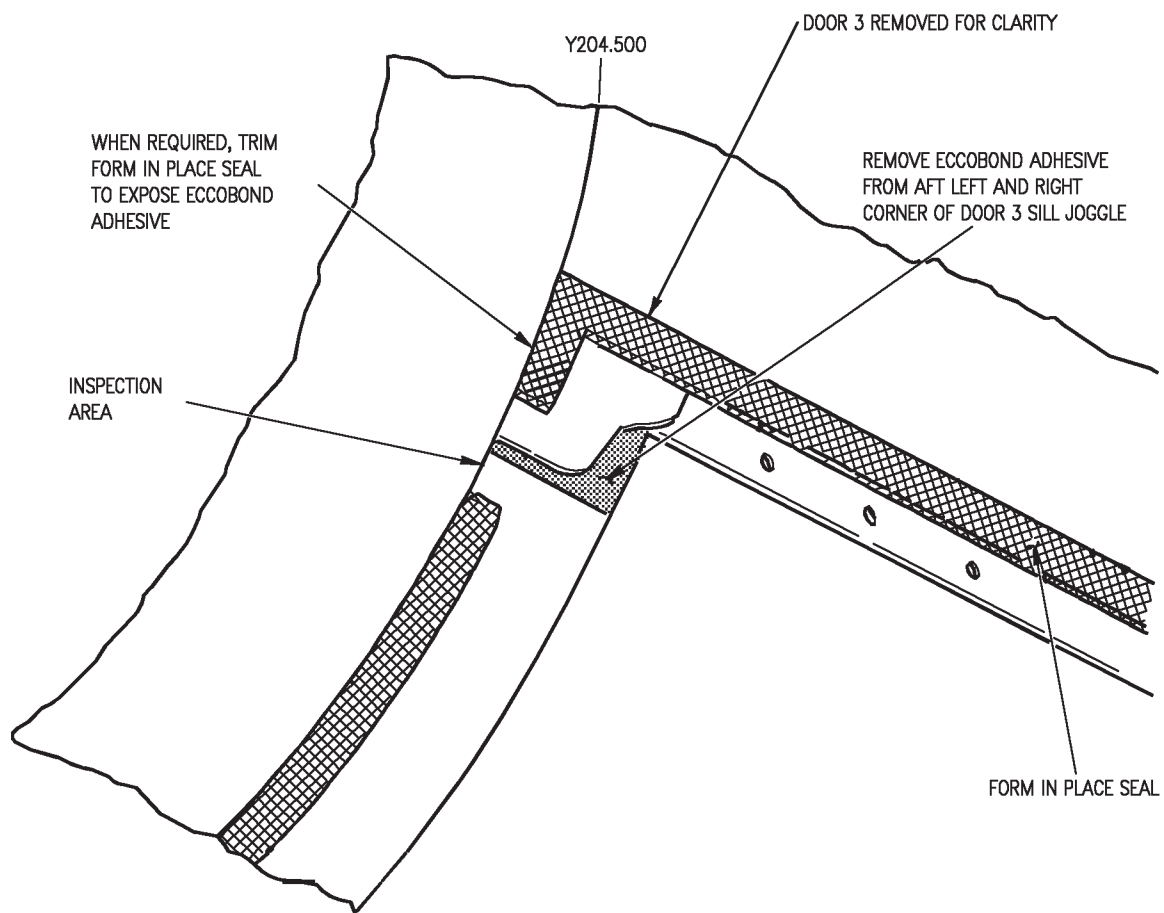 DOOR 3 REMOVED FOR CLARITY
Y204.500
WHEN REQUIRED, TRIM
FORM IN PLACE SEAL
TO EXPOSE ECCOBOND
ADHESIVE
REMOVE ECCOBOND ADHESIVE
FROM AFT LEFT AND RIGHT
CORNER OF DOOR 3 SILL JOGGLE
INSPECTION
AREA
FORM IN PLACE SEAL